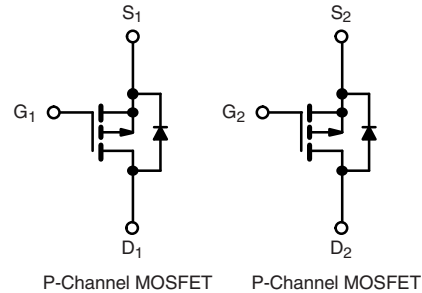 S1 S2
G1 G2
D1 D2
P-Channel MOSFET P-Channel MOSFET